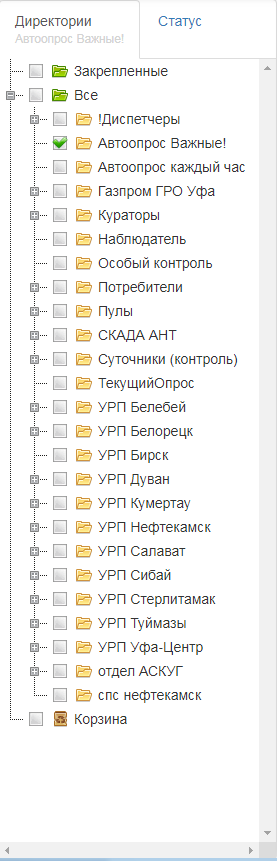 Директории
Статус
Автоопрос Важные!
Закрепленные
Все
!Диспетчеры
Автоопрос Важные!
Автоопрос каждый час
Газпром ГРО Уфа
Кураторы
Наблюдатель
Особый контроль
Потребители
Пулы
СКАДА АНТ
Суточники (контроль)
ТекущийОпрос
УРП Белебей
УРП Белорецк
УРП Бирск
УРП Дуван
УРП Кумертау
УРП Нефтекамск
УРП Салават
УРП Сибай
УРП Стерлитамак
УРП Туймазы
УРП Уфа-Центр
отдел АСКУГ
спс нефтекамск
Корзина